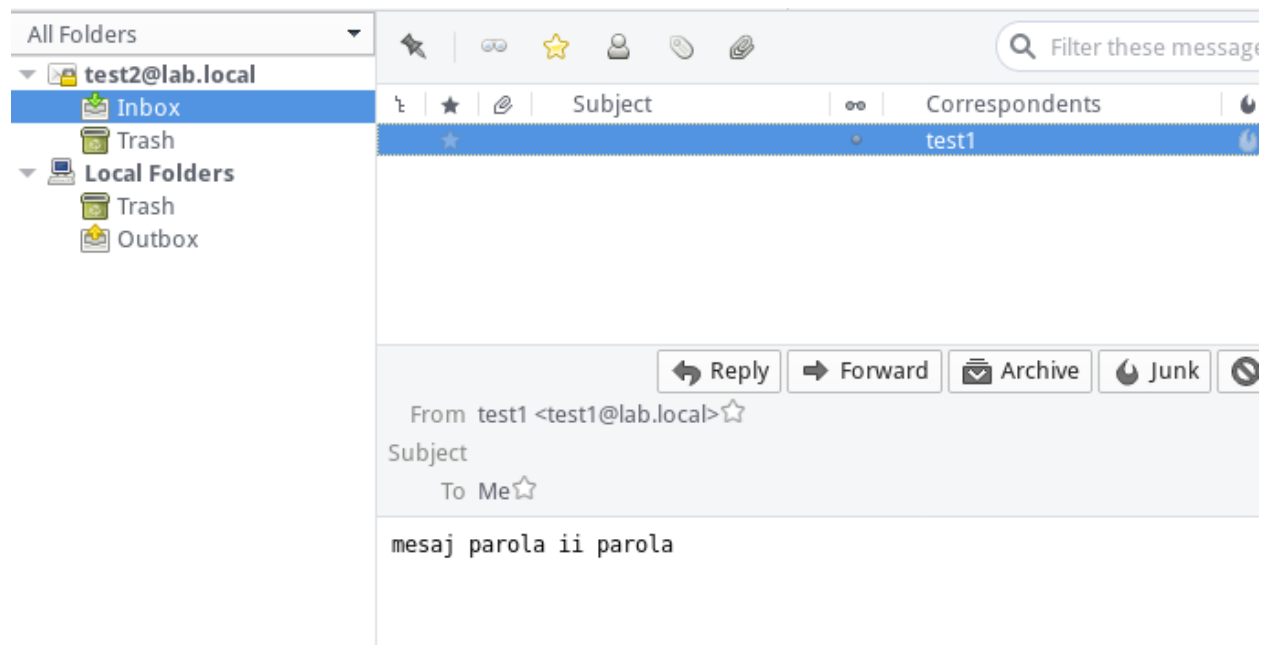 All Folders
test2@lab.local
Inbox
Trash
Local Folders
Trash
Outbox
Filter these message
Subject Correspondents
test1
Reply Forward Archive Junk
From test1 <test1@lab.local>
Subject
To Me
mesaj parola ii parola